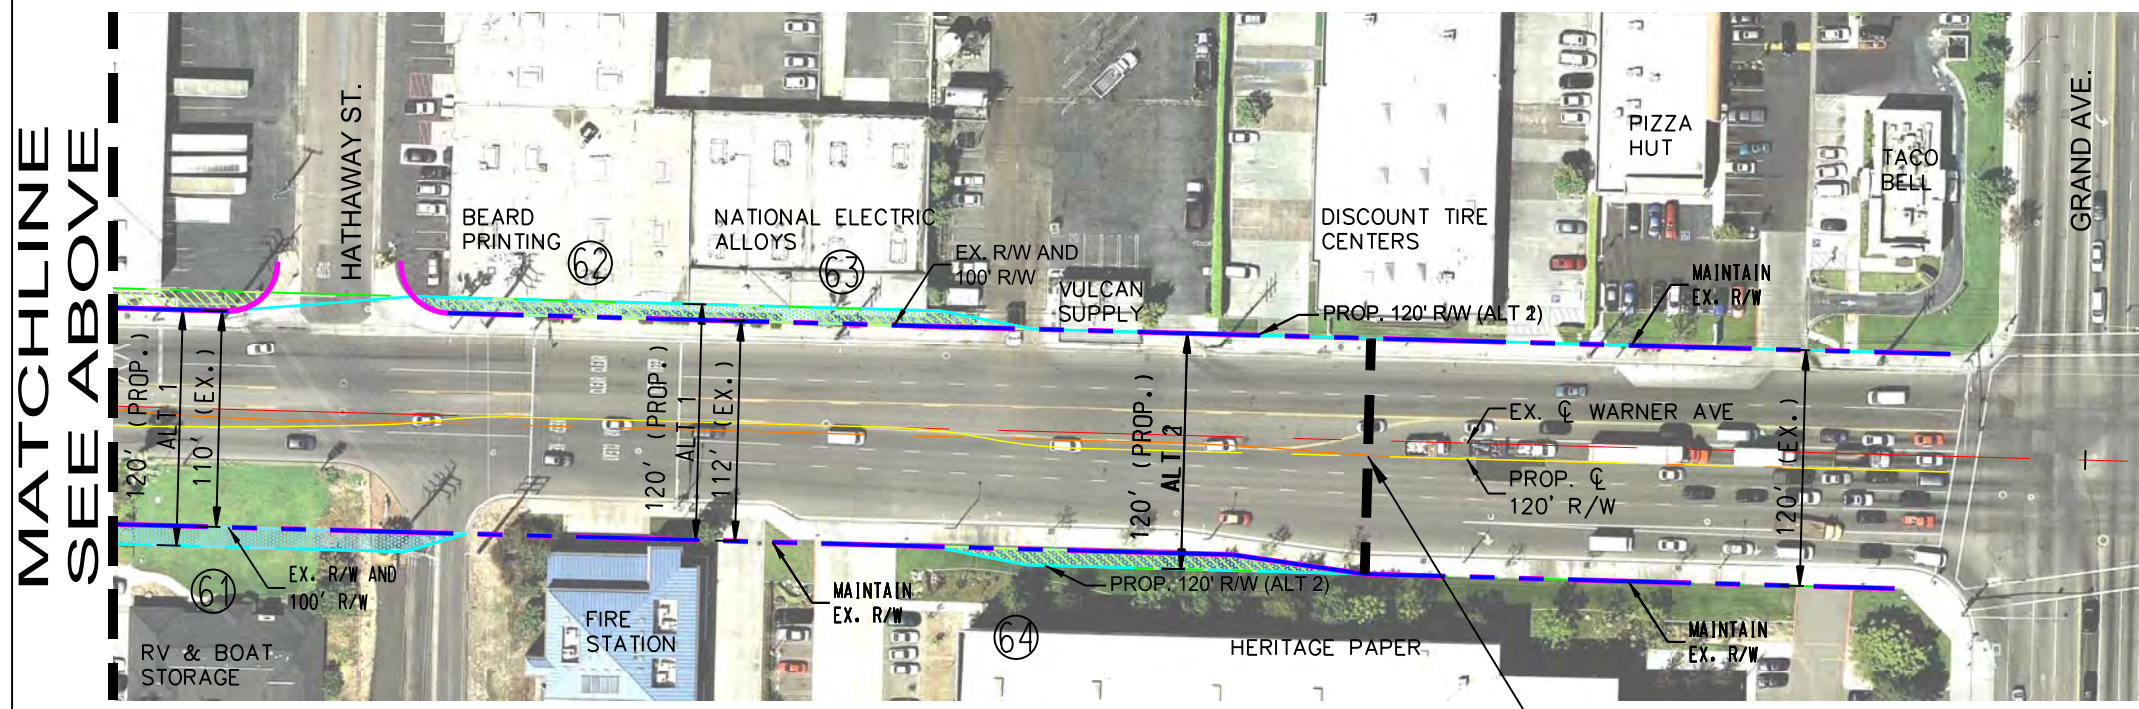 MATCHLINE
SEE ABOVE
HATHAWAY ST.
GRAND AVE.
BEARD
PRINTING
62
NATIONAL ELECTRIC
ALLOYS
63
EX. R/W AND
100' R/W
VULCAN
SUPPLY
DISCOUNT TIRE
CENTERS
PIZZA
HUT
TACO
BELL
MAINTAIN
EX. R/W
PROP. 120' R/W (ALT 2)
120' (PROP.)
ALT 1
110' (EX.)
120' (PROP.)
ALT 1
112' (EX.)
120' (PROP.)
ALT 2
EX. ℄ WARNER AVE
PROP. ℄
120' R/W
120' (EX.)
61
EX. R/W AND
100' R/W
RV & BOAT
STORAGE
FIRE
STATION
MAINTAIN
EX. R/W
PROP. 120' R/W (ALT 2)
64
HERITAGE PAPER
MAINTAIN
EX. R/W